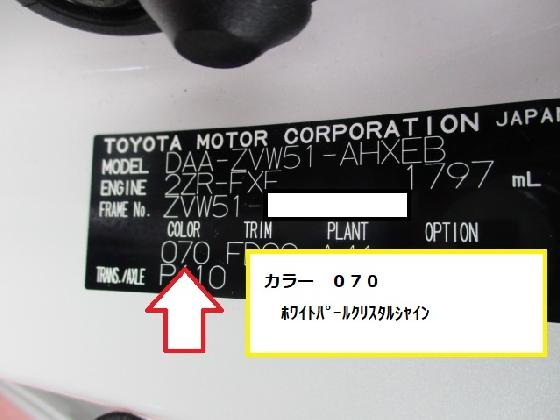 TOYOTA MOTOR CORPORATION JAPAN
MODEL DAA-ZVW51-AHXEB
ENGINE 2ZR-FXE 1797 mL
FRAME No. ZVW51-
COLOR TRIM PLANT OPTION
070
TRANS./AXLE P410
カラー 070
ﾎﾜｲﾄﾊﾟｰﾙｸﾘｽﾀﾙｼｬｲﾝ